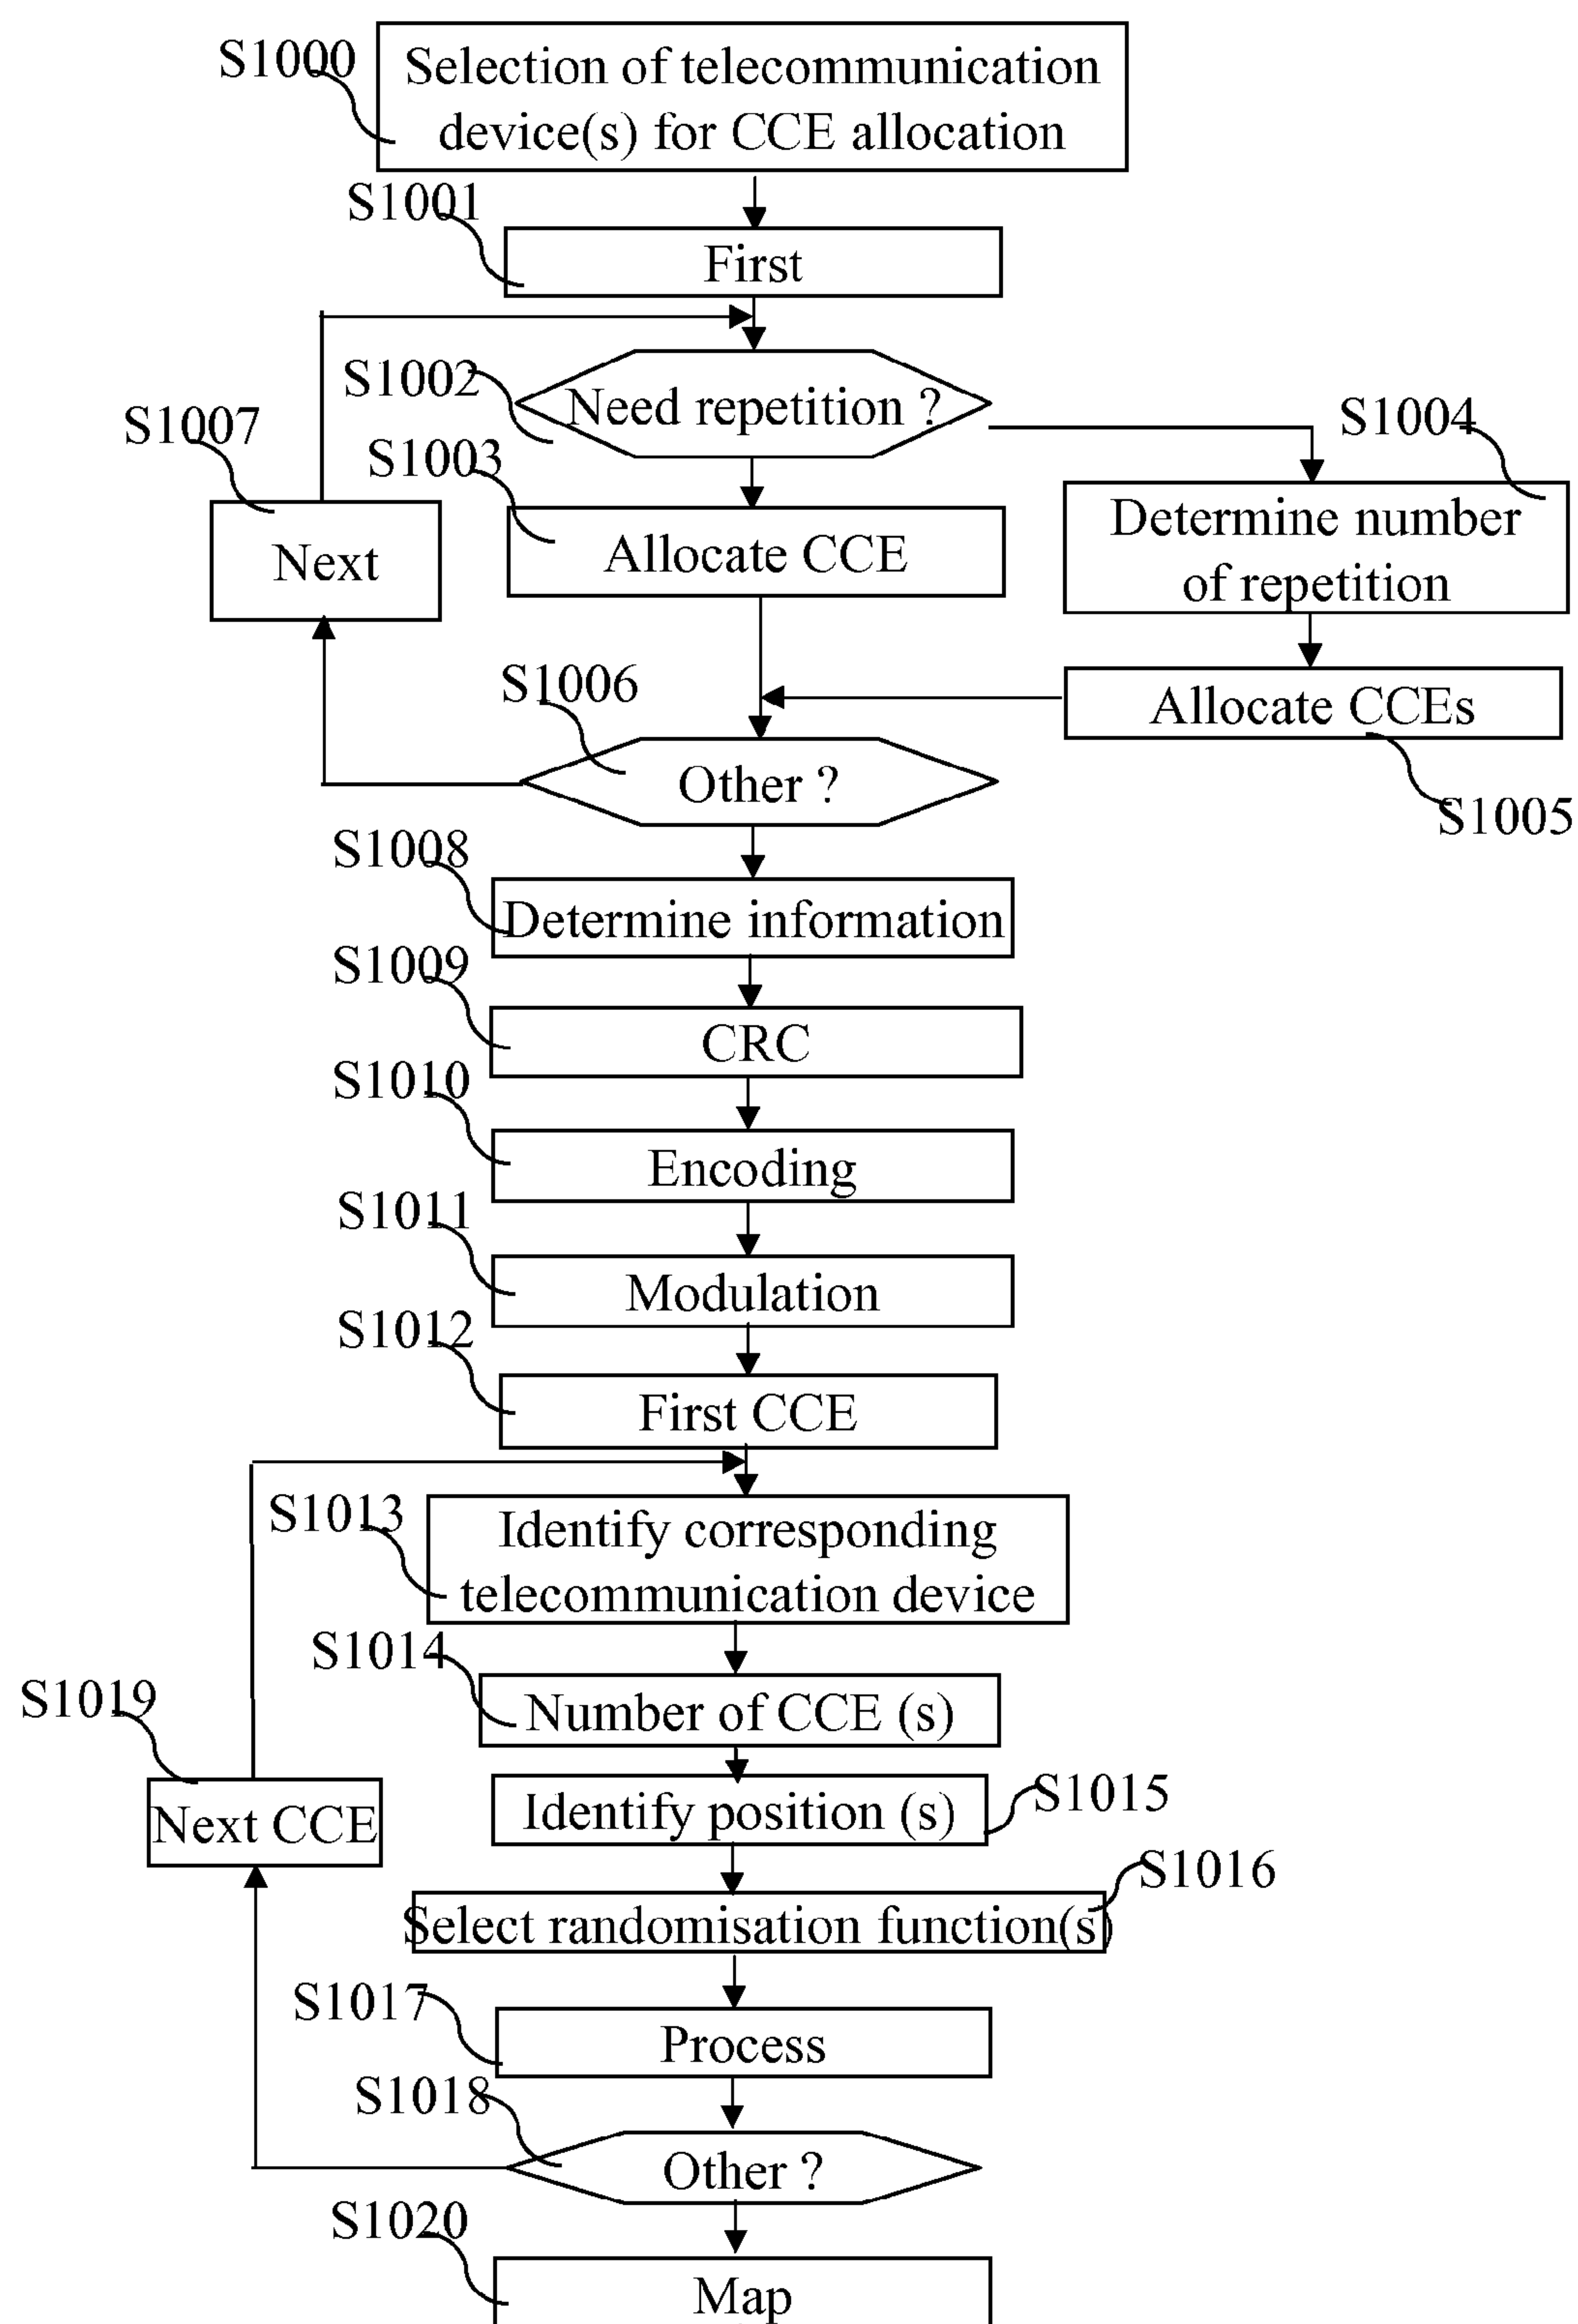 S1000
Selection of telecommunication
device(s) for CCE allocation
S1001
First
S1002
Need repetition ?
S1007
Next
S1003
Allocate CCE
S1004
Determine number
of repetition
Allocate CCEs
S1005
S1006
Other ?
S1008
Determine information
S1009
CRC
S1010
Encoding
S1011
Modulation
S1012
First CCE
S1013
Identify corresponding
telecommunication device
S1014
Number of CCE (s)
S1019
Next CCE
Identify position (s)
S1015
S1016
Select randomisation function(s)
S1017
Process
S1018
Other ?
S1020
Map